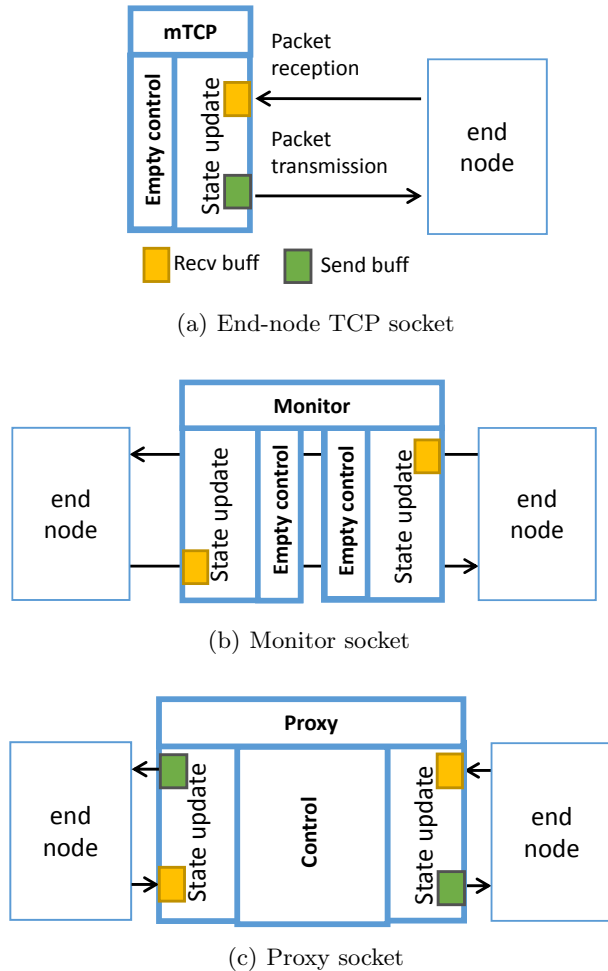 mTCP
Empty control
State update
Packet
reception
Packet
transmission
end
node
Recv buff
Send buff
(a) End-node TCP socket
Monitor
end
node
State update
Empty control
Empty control
State update
end
node
(b) Monitor socket
Proxy
end
node
State update
Control
State update
end
node
(c) Proxy socket